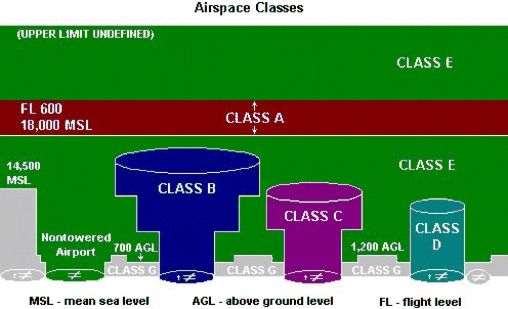 Airspace Classes
(UPPER LIMIT UNDEFINED)
CLASS E
FL 600
18,000 MSL
CLASS A
14,500
MSL
CLASS E
CLASS B
CLASS C
CLASS
D
Nontowered
Airport
700 AGL
1,200 AGL
CLASS G
CLASS G
CLASS G
MSL - mean sea level
AGL - above ground level
FL - flight level